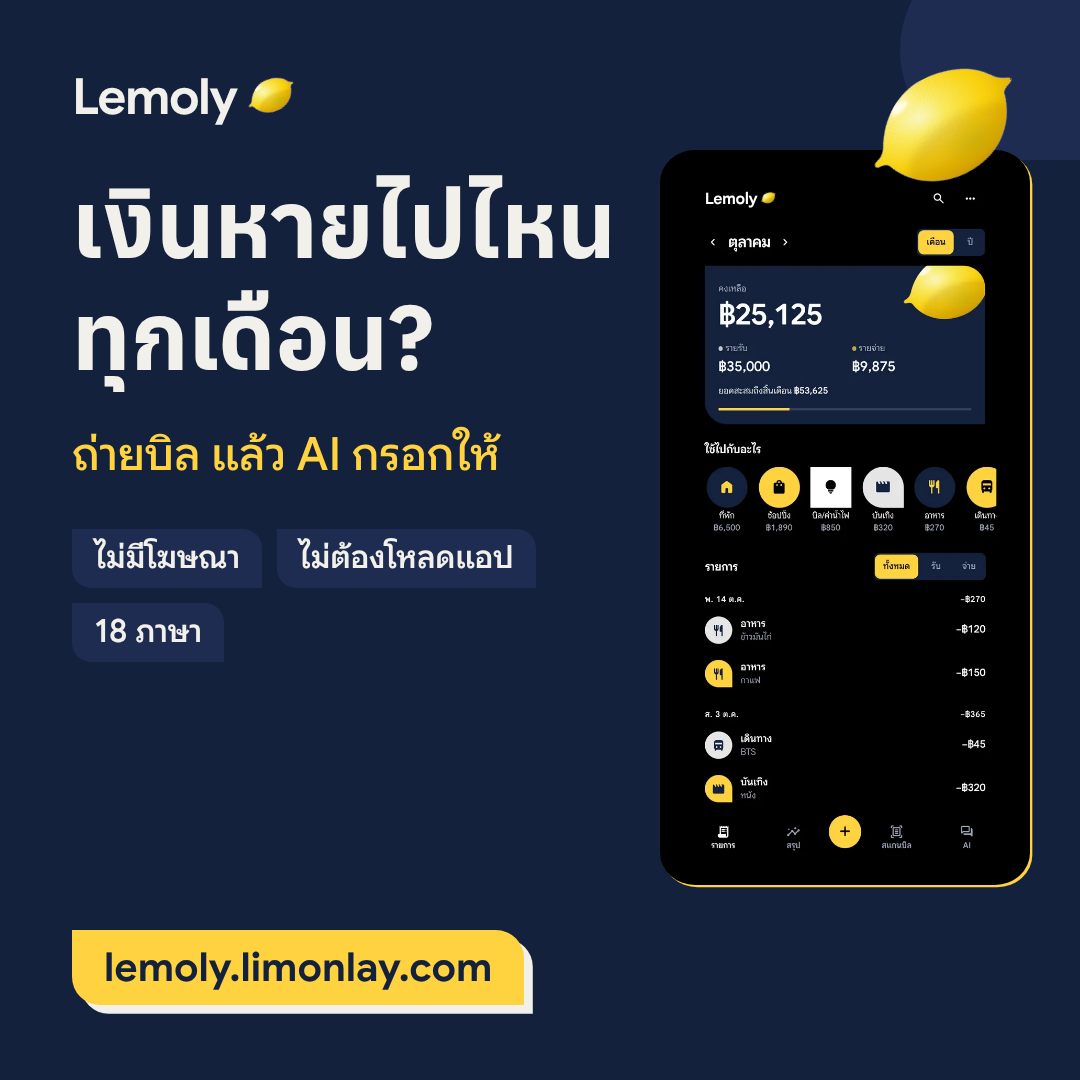 Lemoly
เงินหายไปไหน
ทุกเดือน?
ถ่ายบิล แล้ว AI กรอกให้
ไม่มีโฆษณา
ไม่ต้องโหลดแอป
18 ภาษา
lemoly.limonlay.com
Lemoly
ตุลาคม
เดือน ปี
คงเหลือ
฿25,125
รายรับ รายจ่าย
฿35,000 ฿9,875
ยอดสะสมถึงสิ้นเดือน ฿53,625
ใช้ไปกับอะไร
ที่พัก ช้อปปิ้ง บิล/ค่าน้ำไฟ บันเทิง อาหาร เดินทา
฿6,500 ฿1,890 ฿850 ฿320 ฿270 ฿45
รายการ ทั้งหมด รับ จ่าย
พ. 14 ต.ค. -฿270
อาหาร
ข้าวมันไก่ -฿120
อาหาร
กาแฟ -฿150
ส. 3 ต.ค. -฿365
เดินทาง
BTS -฿45
บันเทิง
หนัง -฿320
+
รายการ สรุป สแกนบิล AI